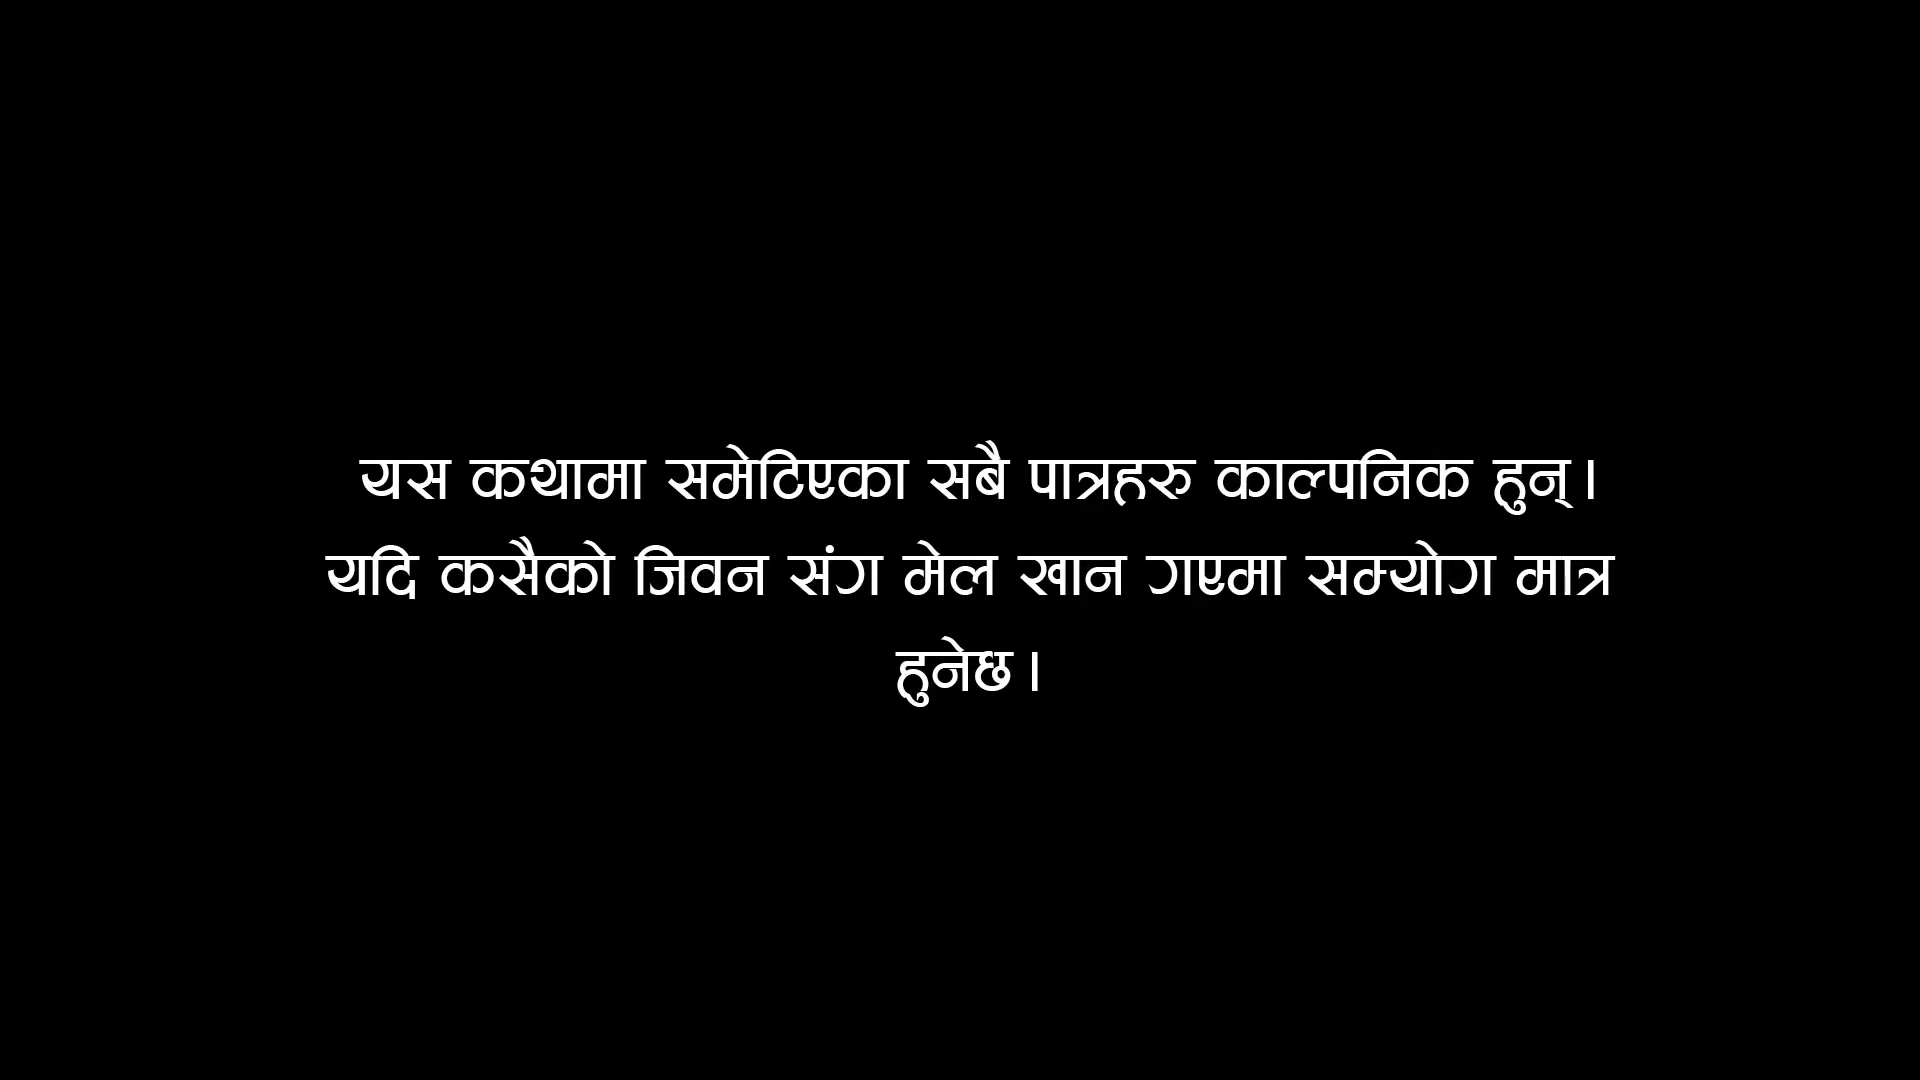 यस कथामा समेटिएका सबै पात्रहरु काल्पनिक हुन् ।
यदि कसैको जिवन संग मेल खान गएमा सम्योग मात्र
हुनेछ ।